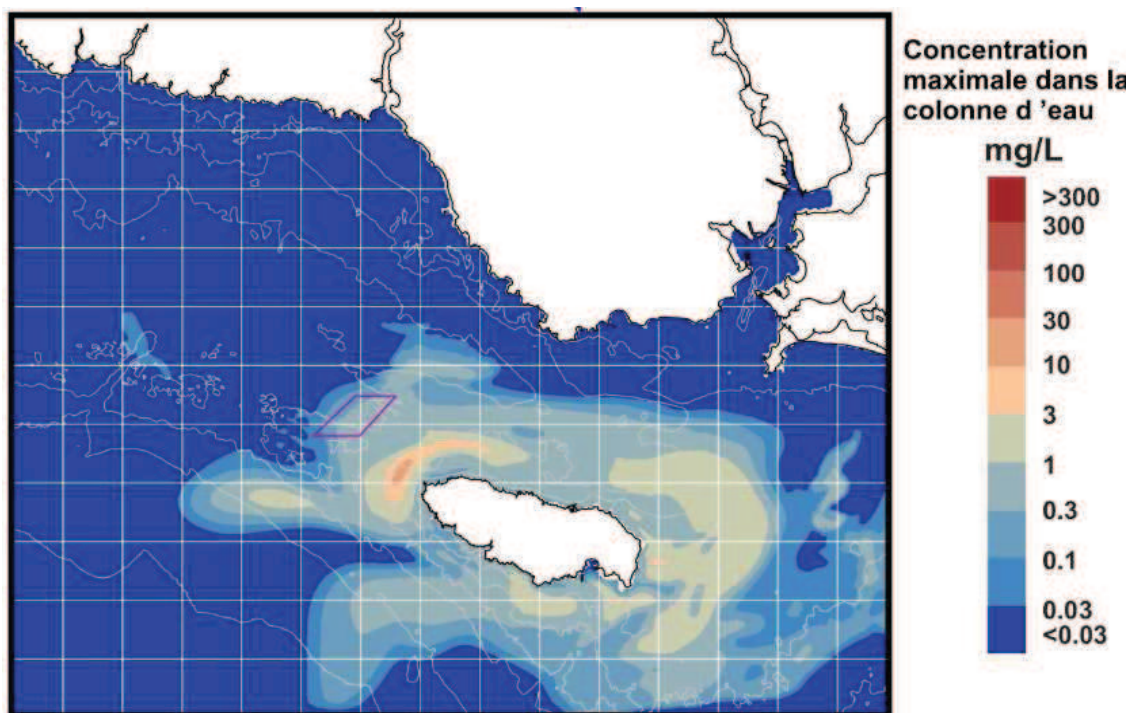 Concentration
maximale dans la
colonne d 'eau
mg/L
>300
300
100
30
10
3
1
0.3
0.1
0.03
<0.03